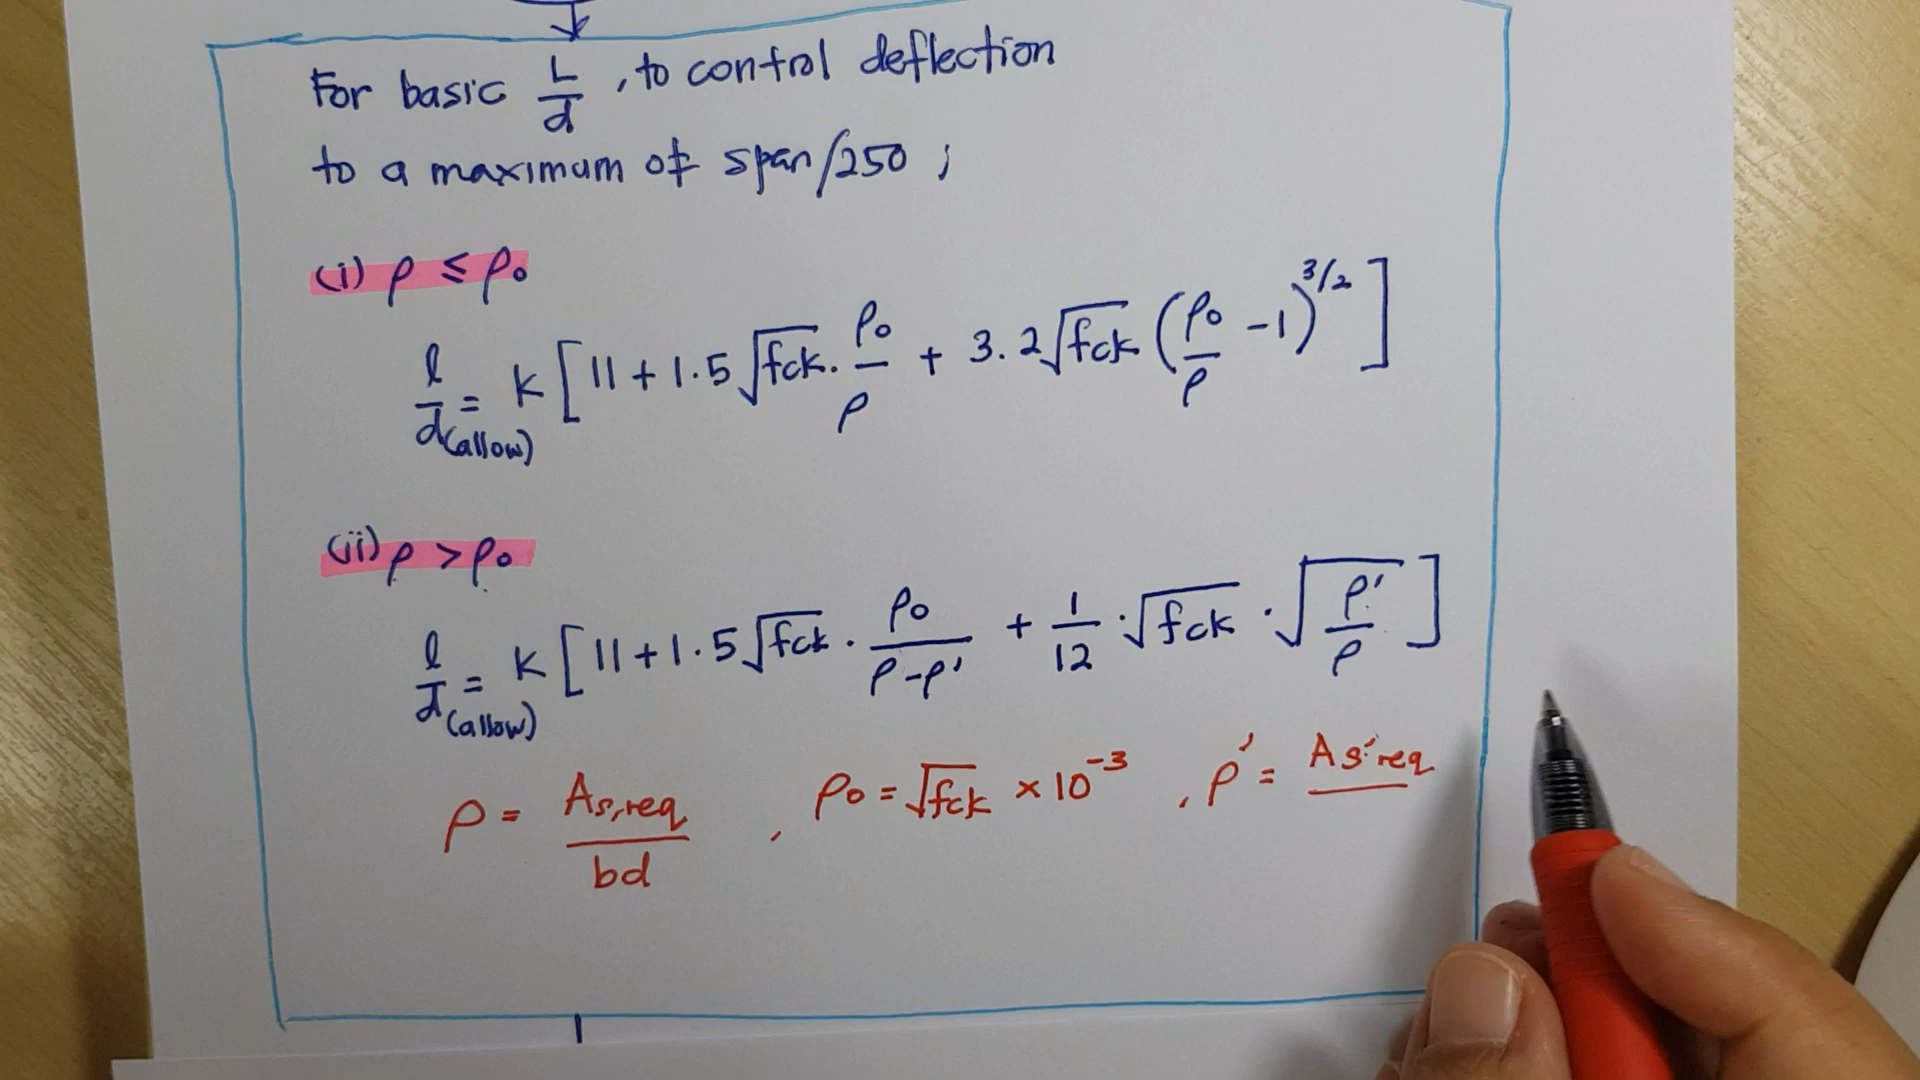 For basic L/d, to control deflection
to a maximum of span/250;
(i) ρ ≤ ρ₀
l/d (allow) = K [11 + 1.5√fck . ρ₀/ρ + 3.2√fck (ρ₀/ρ - 1)^3/2]
(ii) ρ > ρ₀
l/d (allow) = K [11 + 1.5√fck . ρ₀/(ρ-ρ') + 1/12 . √fck . √(ρ'/ρ)]
ρ = As,req/bd , ρ₀ = √fck × 10⁻³ , ρ' = As'req